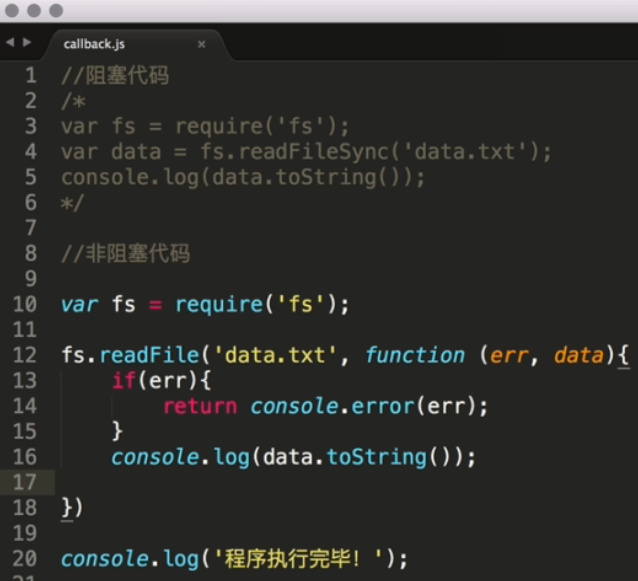 callback.js
1 //阻塞代码
2 /*
3 var fs = require('fs');
4 var data = fs.readFileSync('data.txt');
5 console.log(data.toString());
6 */
7
8 //非阻塞代码
9
10 var fs = require('fs');
11
12 fs.readFile('data.txt', function (err, data){
13 if(err){
14 return console.error(err);
15 }
16 console.log(data.toString());
17
18 })
19
20 console.log('程序执行完毕! ');